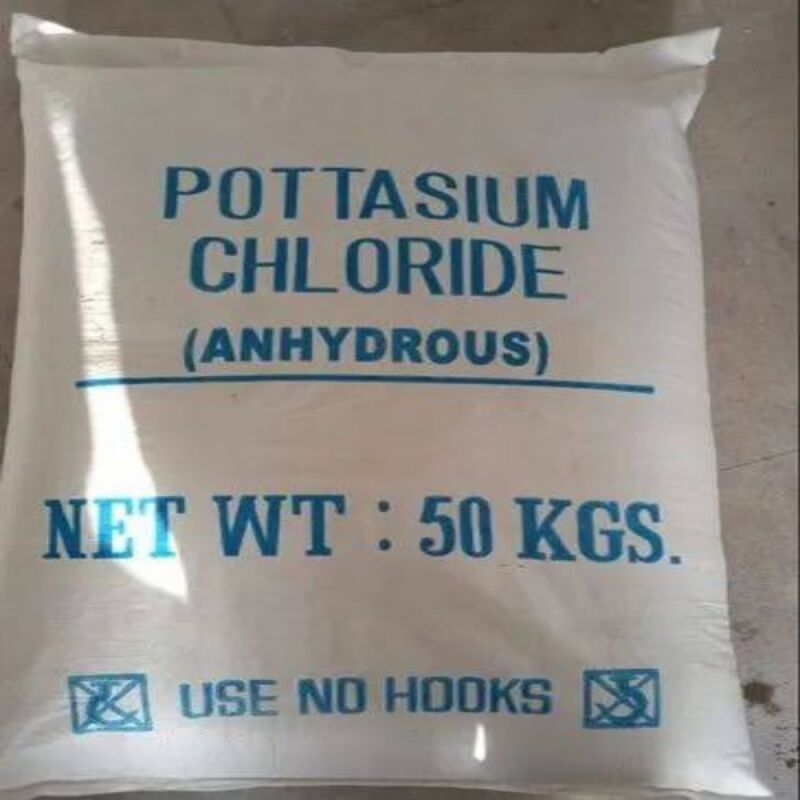 POTTASIUM
CHLORIDE
(ANHYDROUS)
NET WT : 50 KGS.
USE NO HOOKS